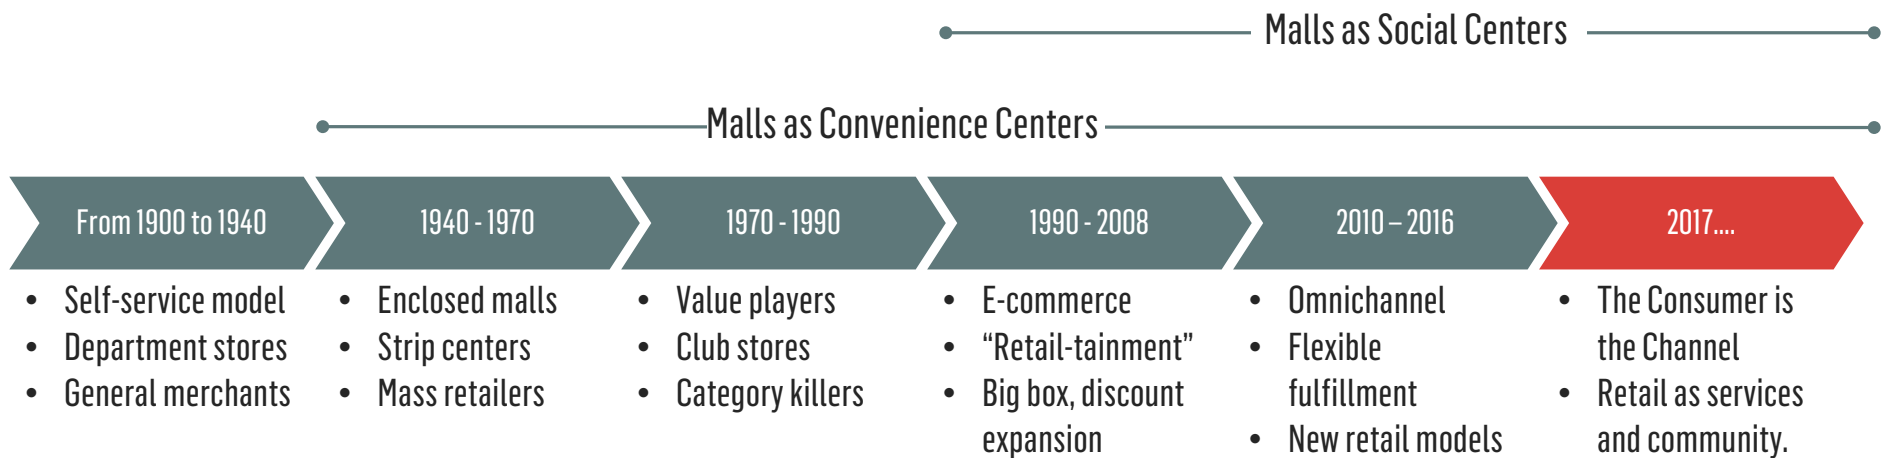 Malls as Social Centers
Malls as Convenience Centers
From 1900 to 1940
1940 - 1970
1970 - 1990
1990 - 2008
2010 – 2016
2017....
• Self-service model
• Department stores
• General merchants
• Enclosed malls
• Strip centers
• Mass retailers
• Value players
• Club stores
• Category killers
• E-commerce
• “Retail-tainment”
• Big box, discount
expansion
• Omnichannel
• Flexible
fulfillment
• New retail models
• The Consumer is
the Channel
• Retail as services
and community.